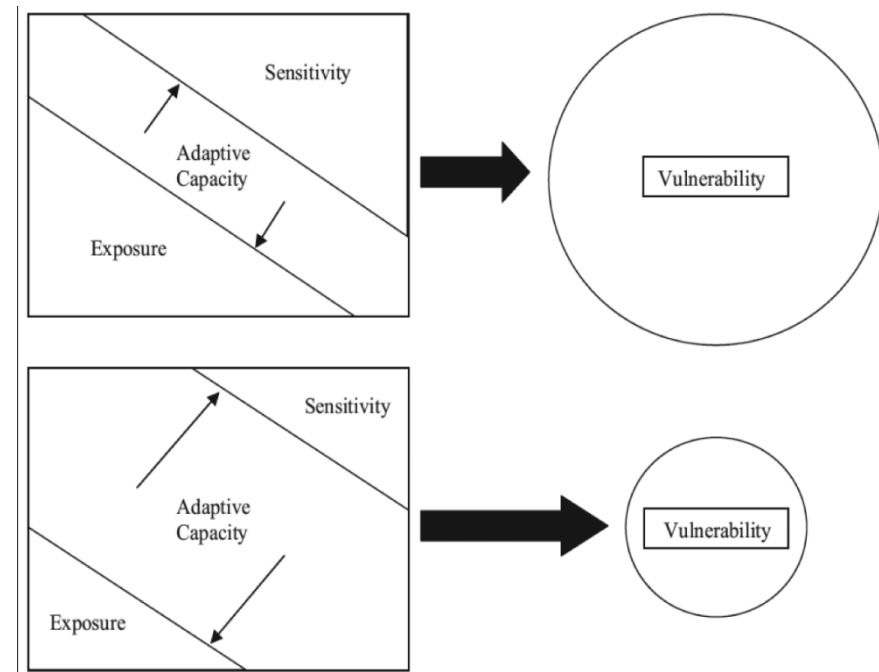 Sensitivity
Adaptive
Capacity
Exposure
Vulnerability
Sensitivity
Adaptive
Capacity
Exposure
Vulnerability